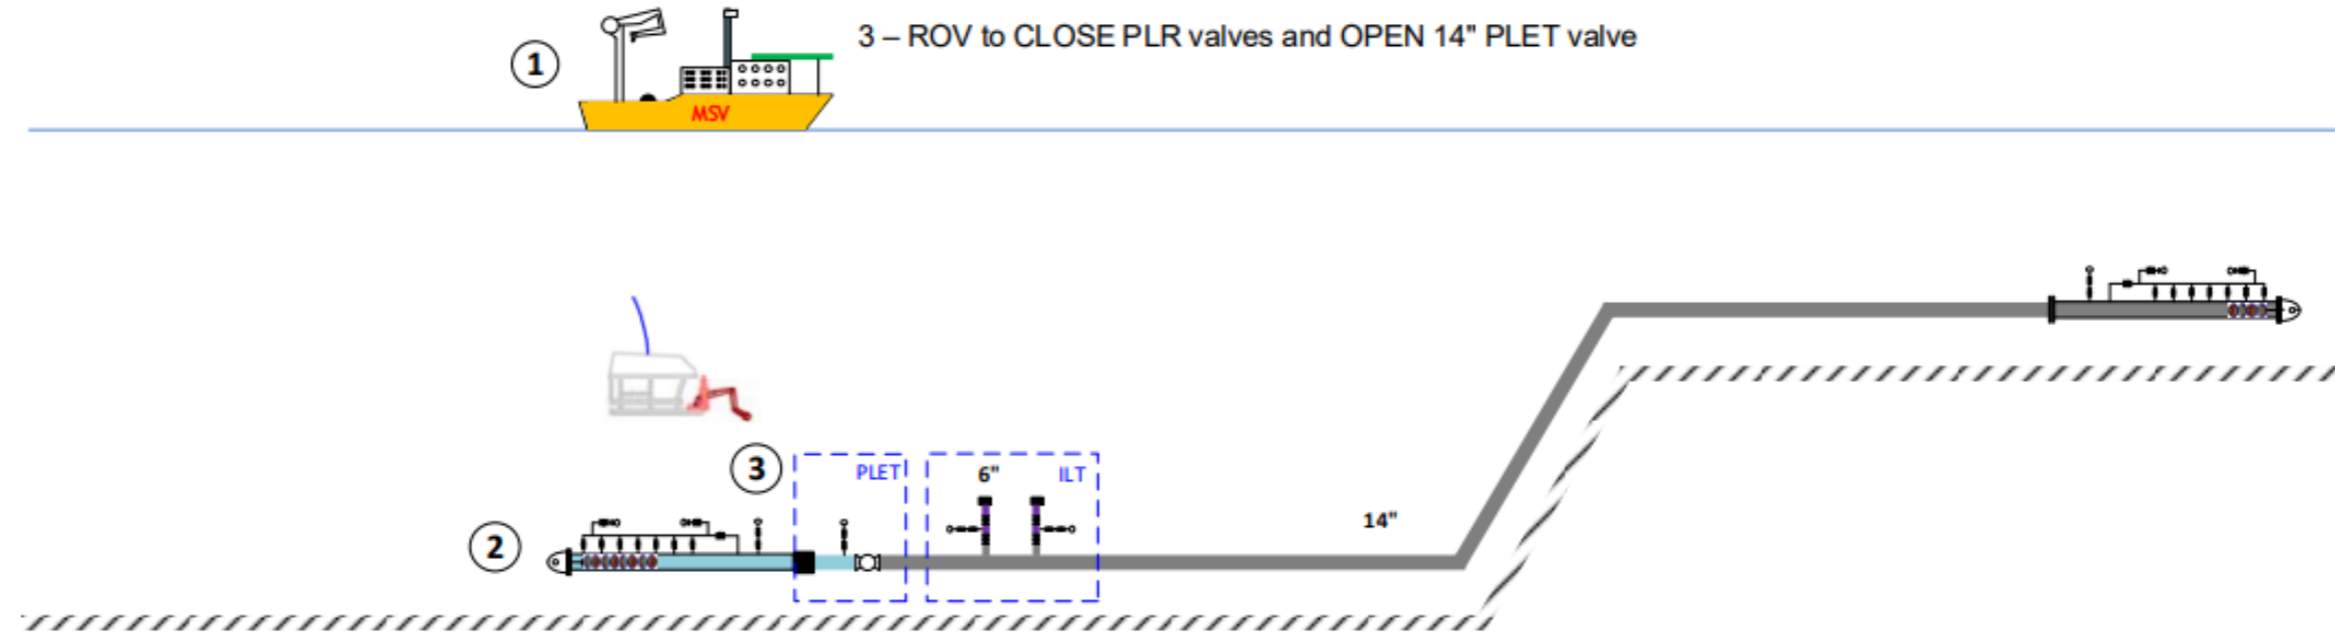 1
3 – ROV to CLOSE PLR valves and OPEN 14" PLET valve
MSV
3
PLET
6"
ILT
2
14"